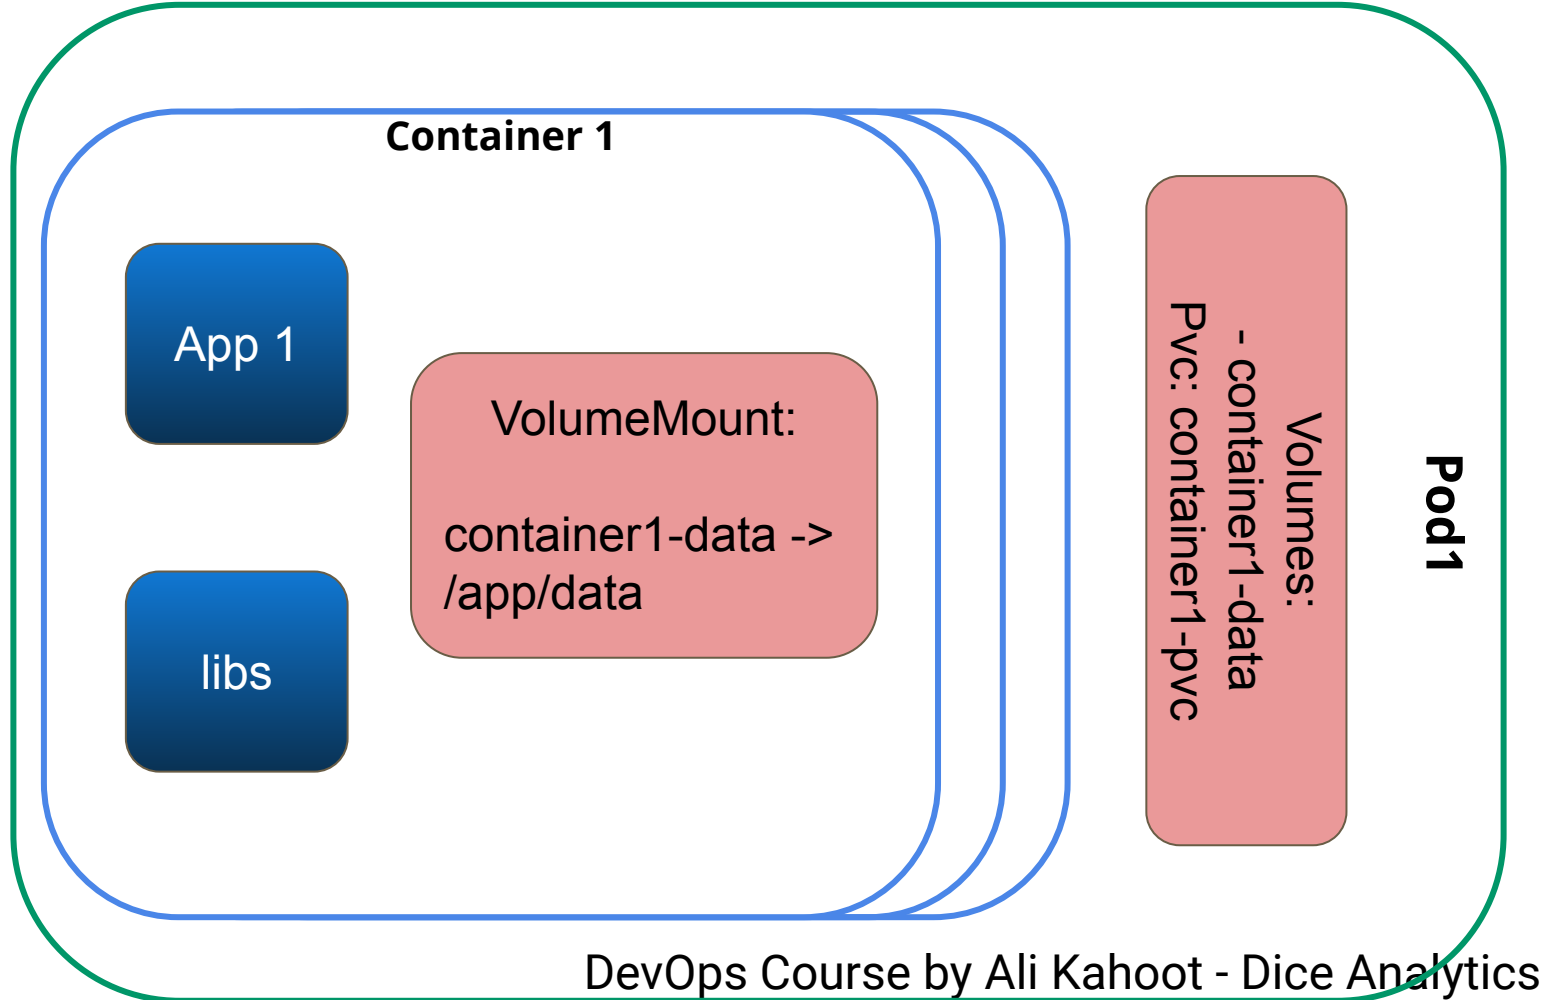 Container 1
App 1
libs
VolumeMount:
container1-data ->
/app/data
Volumes:
- container1-data
Pvc: container1-pvc
Pod1
DevOps Course by Ali Kahoot - Dice Analytics